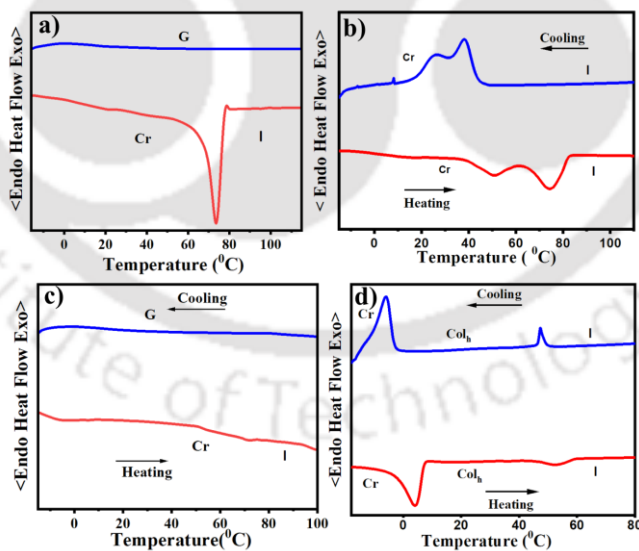 a)
G
Cr
I
<Endo Heat Flow Exo>
0 20 40 60 80 100
Temperature(⁰C)
b)
Cooling
Cr
I
Cr
I
Heating
<Endo Heat Flow Exo>
0 20 40 60 80 100
Temperature ( ⁰C)
c)
Cooling
G
Cr
I
Heating
<Endo Heat Flow Exo>
0 20 40 60 80 100
Temperature(⁰C)
d)
Cr
Cooling
Colₕ
I
Cr
Colₕ
I
Heating
<Endo Heat Flow Exo>
0 20 40 60 80
Temperature (⁰C)
itute of Technolog